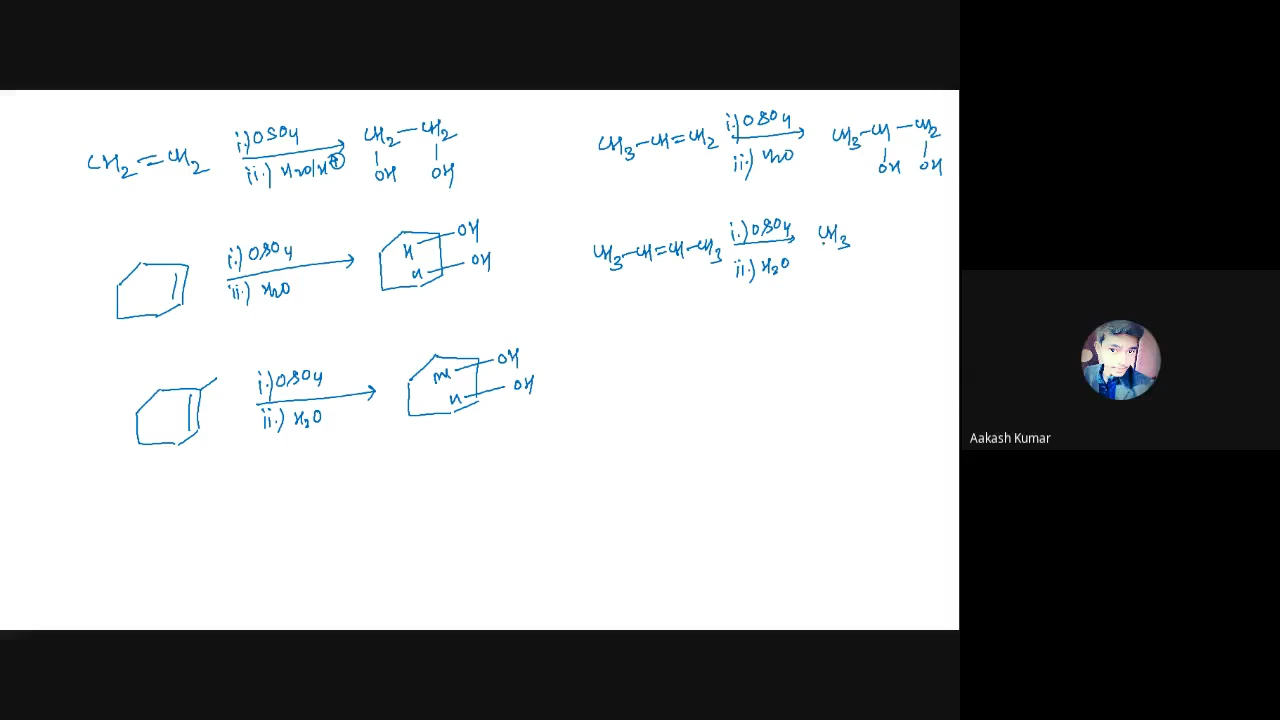 CH2=CH2 i.) OsO4 ii.) H2O/H⊕ CH2—CH2
OH OH
CH3—CH=CH2 i.) OsO4 ii.) H2O CH3—CH—CH2
OH OH
i.) OsO4
ii.) H2O
H OH
H OH
CH3—CH=CH—CH3 i.) OsO4 ii.) H2O CH3
i.) OsO4
ii.) H2O
Me OH
H OH
Aakash Kumar